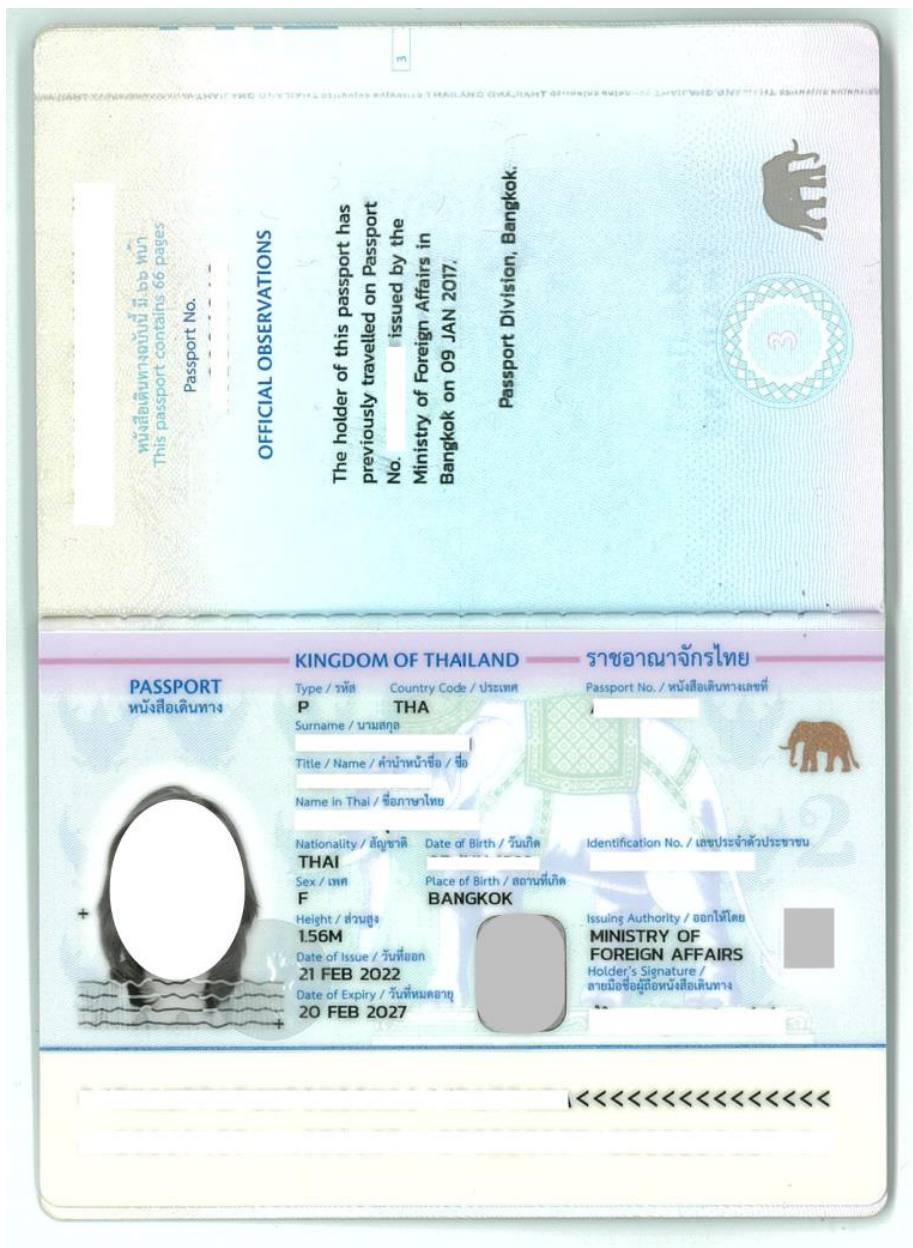 3
หนังสือเดินทางฉบับนี้ มี ๖๖ หน้า
This passport contains 66 pages
Passport No.
OFFICIAL OBSERVATIONS
The holder of this passport has
previously travelled on Passport
No. issued by the
Ministry of Foreign Affairs in
Bangkok on 09 JAN 2017.
Passport Division, Bangkok.
3
KINGDOM OF THAILAND
ราชอาณาจักรไทย
PASSPORT
หนังสือเดินทาง
Type / รหัส Country Code / ประเทศ Passport No. / หนังสือเดินทางเลขที่
P THA
Surname / นามสกุล
Title / Name / คำนำหน้าชื่อ / ชื่อ
Name in Thai / ชื่อภาษาไทย
Nationality / สัญชาติ Date of Birth / วันเกิด Identification No. / เลขประจำตัวประชาชน
THAI
Sex / เพศ Place of Birth / สถานที่เกิด
F BANGKOK
Height / ส่วนสูง Issuing Authority / ออกให้โดย
1.56M MINISTRY OF
FOREIGN AFFAIRS
Date of Issue / วันที่ออก
21 FEB 2022
Holder's Signature /
ลายมือชื่อผู้ถือหนังสือเดินทาง
Date of Expiry / วันที่หมดอายุ
20 FEB 2027
2
<<<<<<<<<<<<<<<